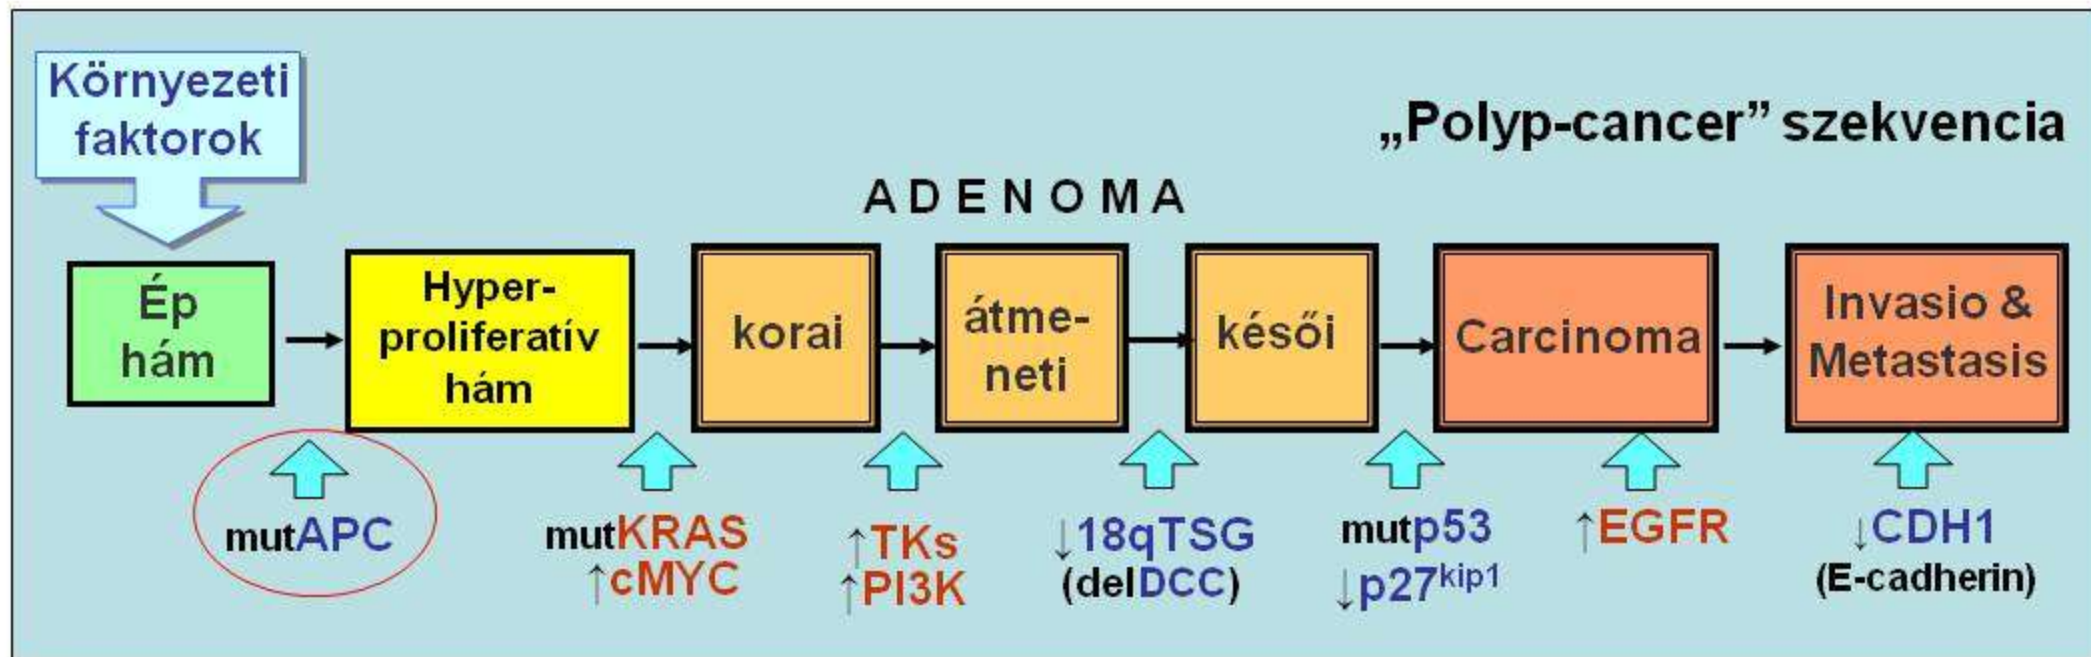 Környezeti
faktorok
„Polyp-cancer” szekvencia
A D E N O M A
Ép
hám
Hyper-
proliferatív
hám
korai
átme-
neti
késői
Carcinoma
Invasio &
Metastasis
mutAPC
mutKRAS
↑cMYC
↑TKs
↑PI3K
↓18qTSG
(delDCC)
mutp53
↓p27kip1
↑EGFR
↓CDH1
(E-cadherin)